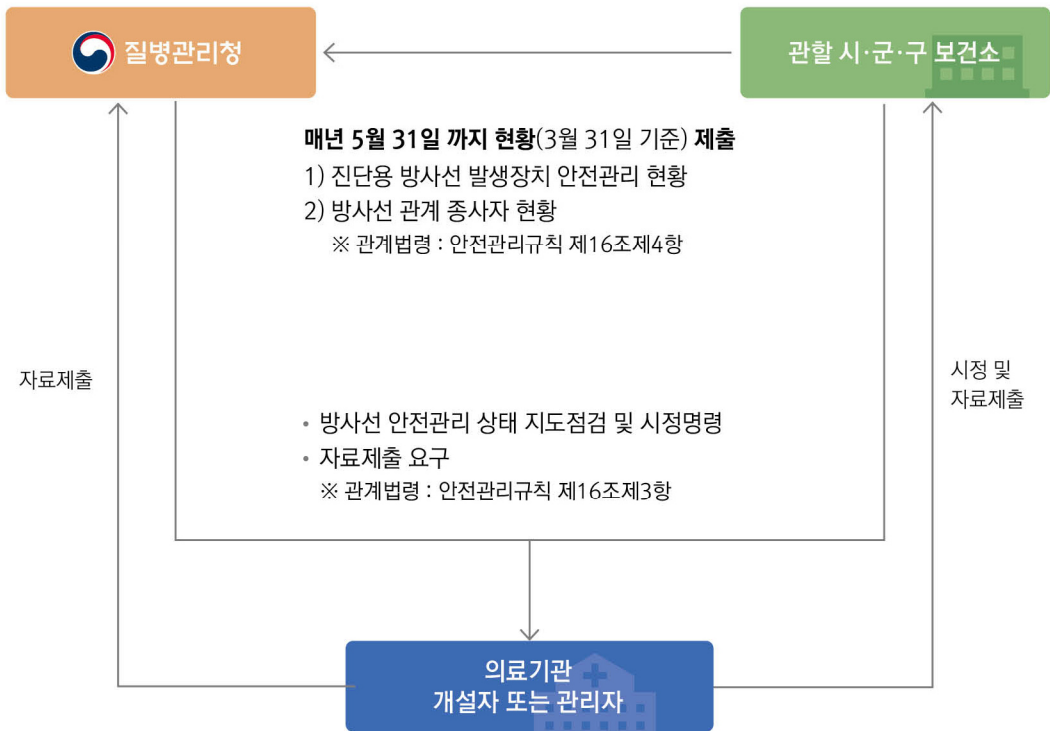 질병관리청
관할 시·군·구 보건소
매년 5월 31일 까지 현황(3월 31일 기준) 제출
1) 진단용 방사선 발생장치 안전관리 현황
2) 방사선 관계 종사자 현황
※ 관계법령 : 안전관리규칙 제16조제4항
자료제출
시정 및
자료제출
• 방사선 안전관리 상태 지도점검 및 시정명령
• 자료제출 요구
※ 관계법령 : 안전관리규칙 제16조제3항
의료기관
개설자 또는 관리자